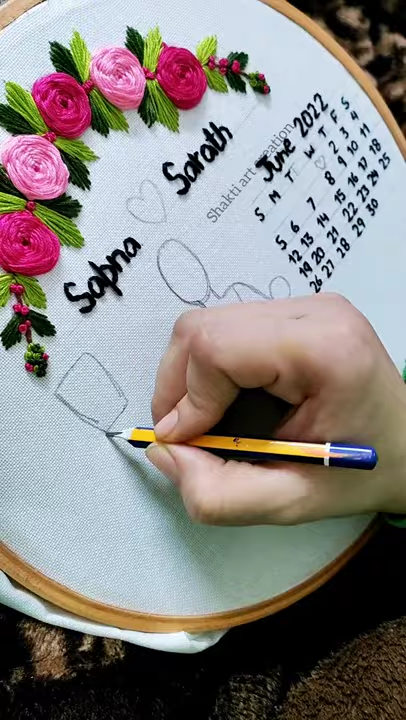 Sapna
Sarath
Shakti art creation
June 2022
S M T W T F S
2 3 4
5 6 7 8 9 10 11
12 13 14 15 16 17 18
19 20 21 22 23 24 25
26 27 28 29 30